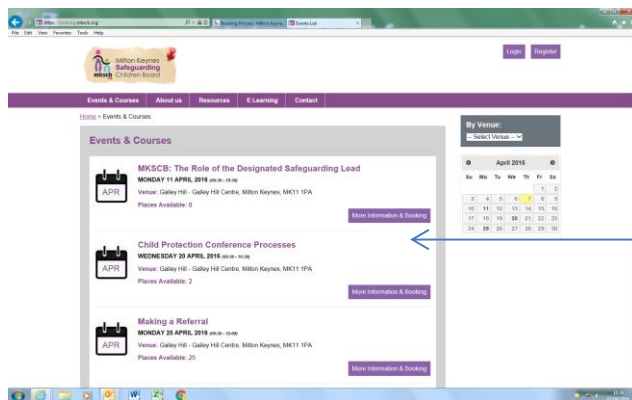 Booking Process Milton Keyne...
Events List
File Edit View Favorites Tools Help
Milton Keynes
Safeguarding
Children Board
mkscb
Login
Register
Events & Courses
About us
Resources
E Learning
Contact
Home > Events & Courses
Events & Courses
MKSCB: The Role of the Designated Safeguarding Lead
MONDAY 11 APRIL 2016
APR
Venue: Galley Hill - Galley Hill Centre, Milton Keynes, MK11 1PA
Places Available: 0
More Information & Booking
Child Protection Conference Processes
WEDNESDAY 20 APRIL 2016
APR
Venue: Galley Hill - Galley Hill Centre, Milton Keynes, MK11 1PA
Places Available: 2
More Information & Booking
Making a Referral
MONDAY 25 APRIL 2016
APR
Venue: Galley Hill - Galley Hill Centre, Milton Keynes, MK11 1PA
Places Available: 25
More Information & Booking
By Venue:
-- Select Venue --
April 2016
Su Mo Tu We Th Fr Sa
1 2
3 4 5 6 7 8 9
10 11 12 13 14 15 16
17 18 19 20 21 22 23
24 25 26 27 28 29 30